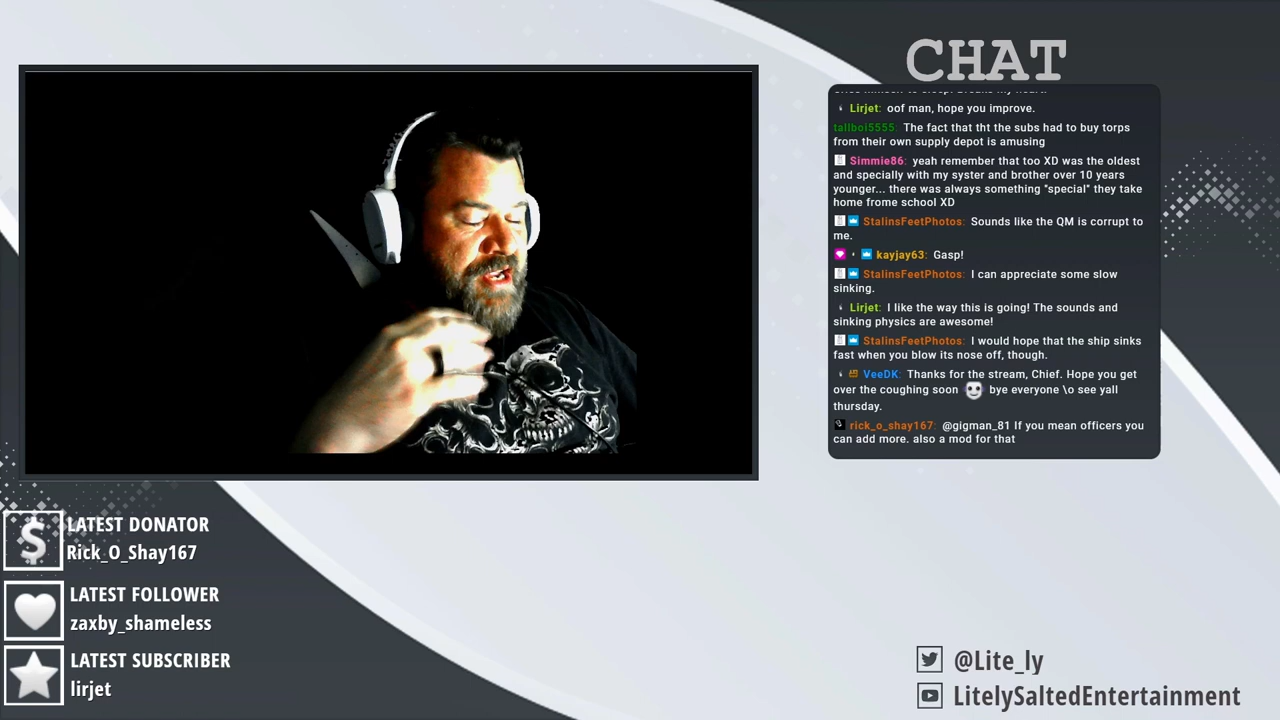 CHAT
Lirjet: oof man, hope you improve.
tallboi5555: The fact that tht the subs had to buy torps
from their own supply depot is amusing
Simmie86: yeah remember that too XD was the oldest
and specially with my syster and brother over 10 years
younger... there was always something "special" they take
home frome school XD
StalinsFeetPhotos: Sounds like the QM is corrupt to
me.
kayjay63: Gasp!
StalinsFeetPhotos: I can appreciate some slow
sinking.
Lirjet: I like the way this is going! The sounds and
sinking physics are awesome!
StalinsFeetPhotos: I would hope that the ship sinks
fast when you blow its nose off, though.
VeeDK: Thanks for the stream, Chief. Hope you get
over the coughing soon bye everyone \o see yall
thursday.
rick_o_shay167: @gigman_81 If you mean officers you
can add more. also a mod for that
LATEST DONATOR
Rick_O_Shay167
LATEST FOLLOWER
zaxby_shameless
LATEST SUBSCRIBER
lirjet
@Lite_ly
LitelySaltedEntertainment